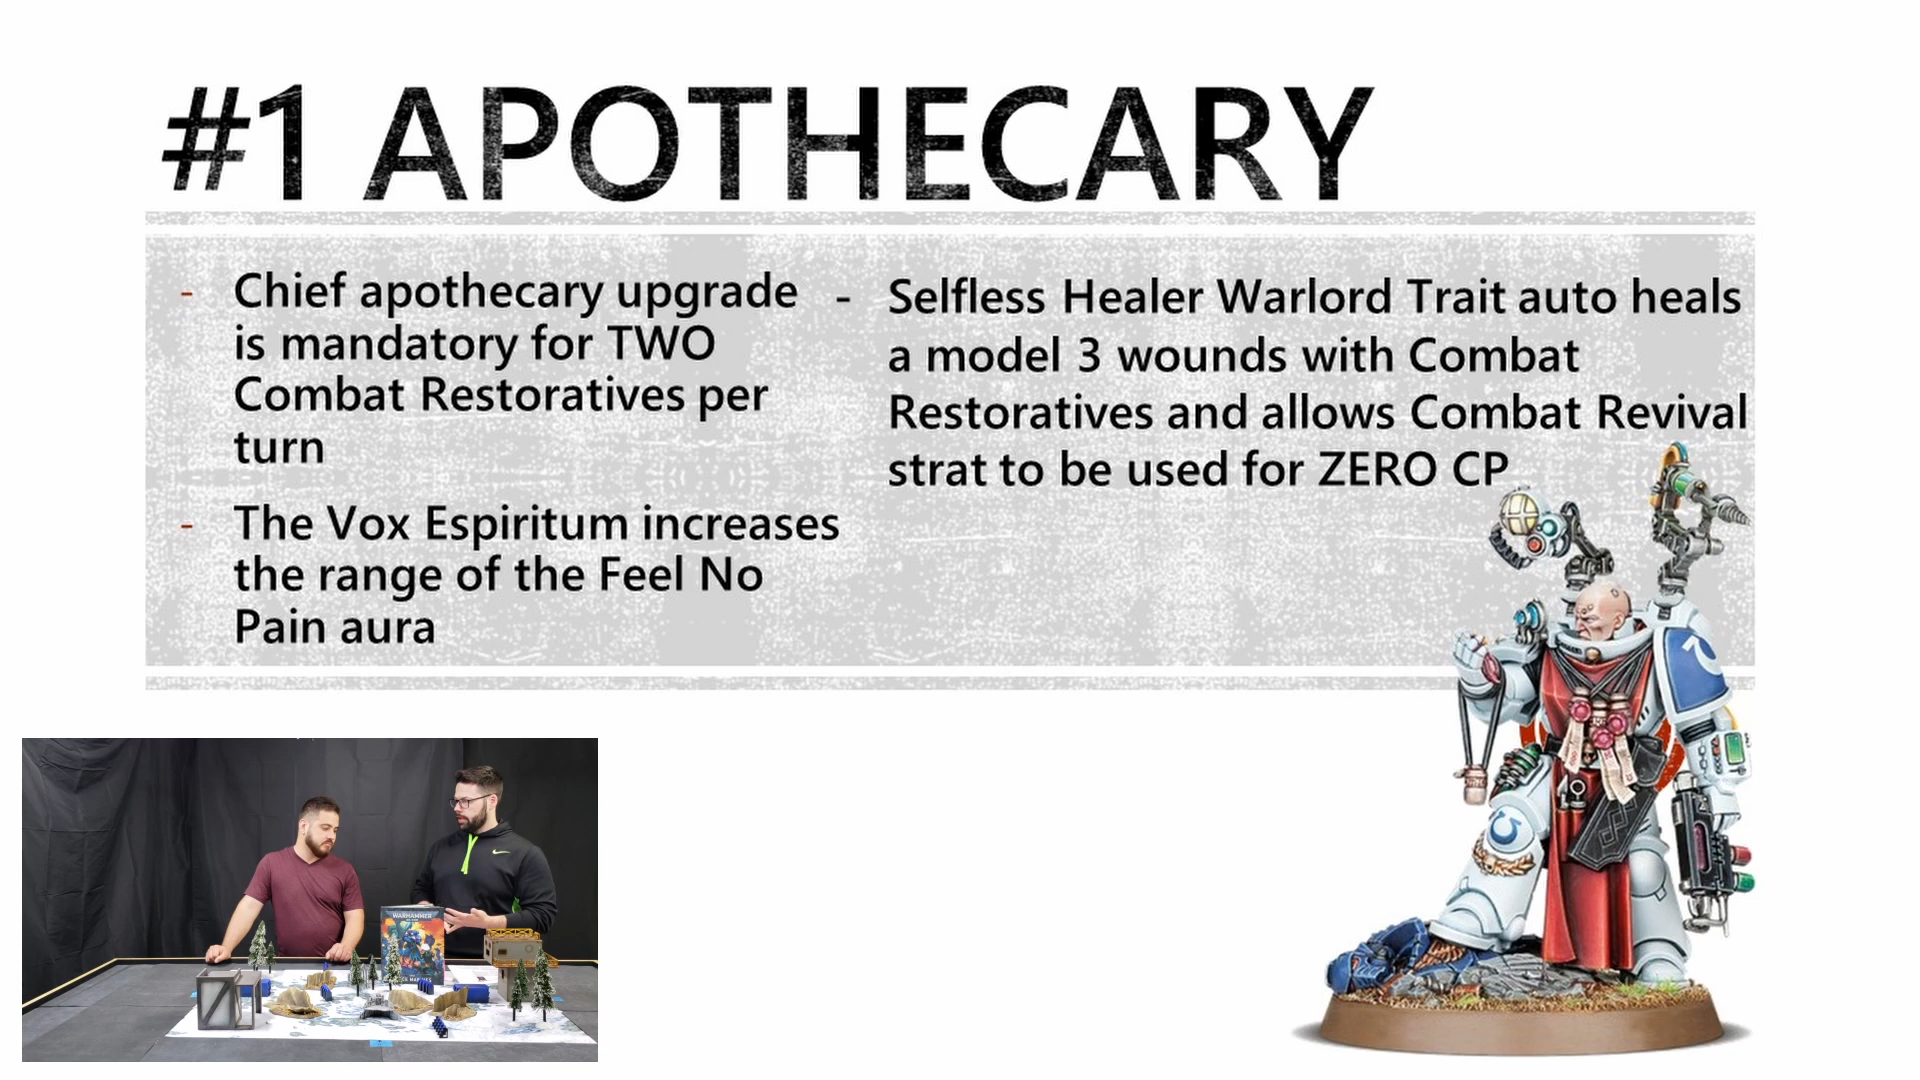 #1 APOTHECARY
- Chief apothecary upgrade
is mandatory for TWO
Combat Restoratives per
turn
- The Vox Espiritum increases
the range of the Feel No
Pain aura
- Selfless Healer Warlord Trait auto heals
a model 3 wounds with Combat
Restoratives and allows Combat Revival
strat to be used for ZERO CP
WARHAMMER